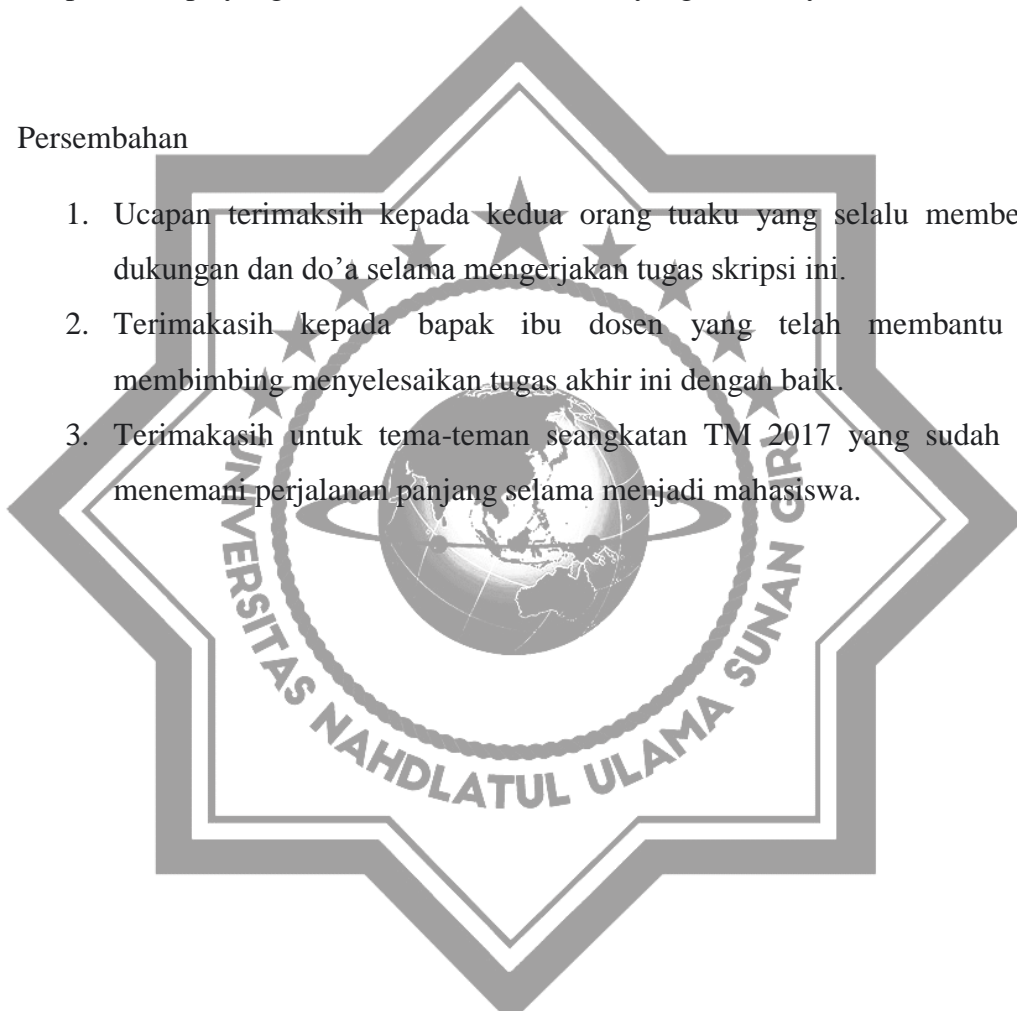 Persembahan
1. Ucapan terimaksih kepada kedua orang tuaku yang selalu membe
dukungan dan do’a selama mengerjakan tugas skripsi ini.
2. Terimakasih kepada bapak ibu dosen yang telah membantu
membimbing menyelesaikan tugas akhir ini dengan baik.
3. Terimakasih untuk tema-teman seangkatan TM 2017 yang sudah
menemani perjalanan panjang selama menjadi mahasiswa.
UNIVERSITAS NAHDLATUL ULAMA SUNAN GIRI